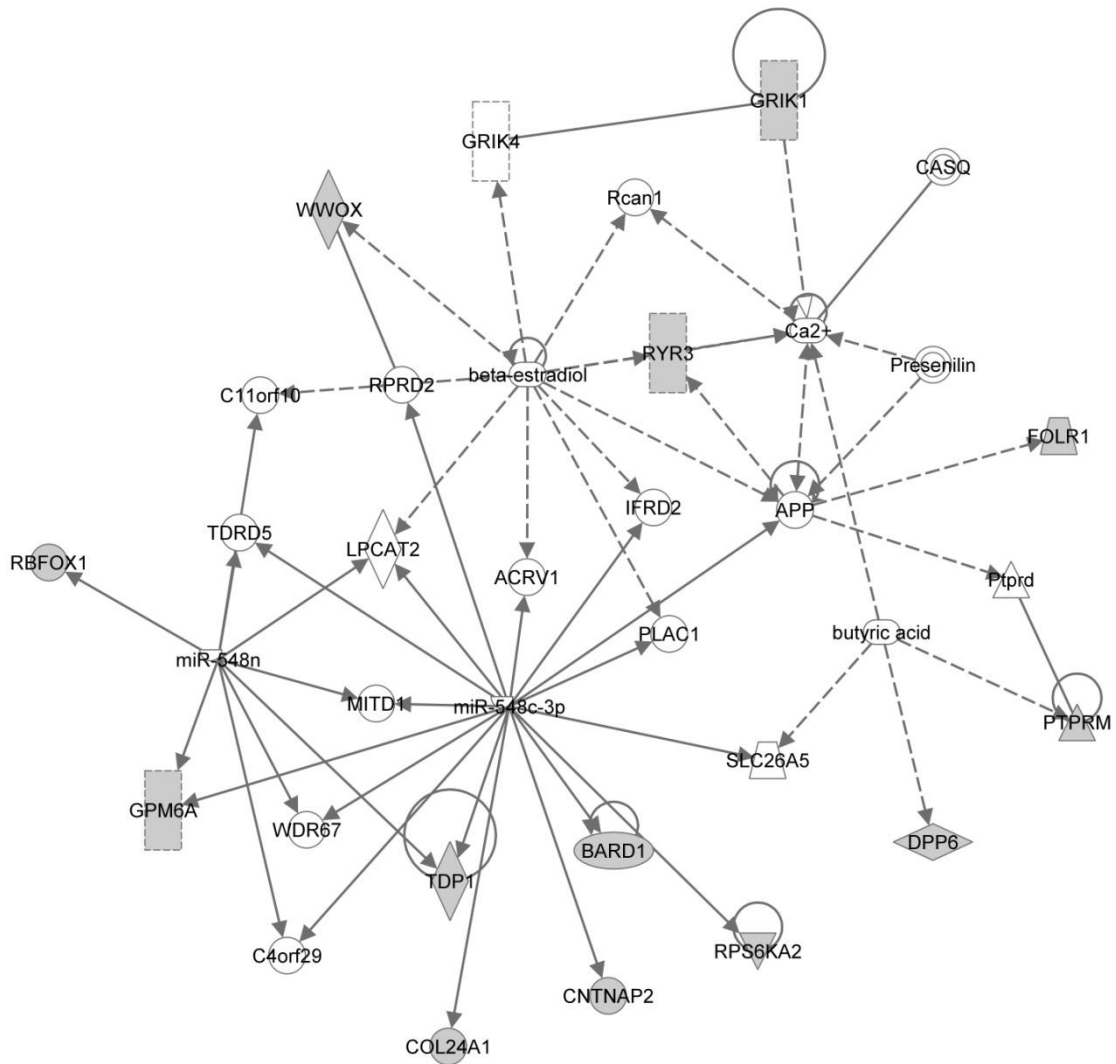 GRIK1
GRIK4
CASQ
Rcan1
WWOX
Ca2+
RYR3
Presenilin
beta-estradiol
RPRD2
C11orf10
FOLR1
IFRD2
APP
TDRD5
LPCAT2
RBFOX1
ACRV1
Ptprd
PLAC1
butyric acid
miR-548n
MITD1
miR-548c-3p
PTPRM
SLC26A5
GPM6A
WDR67
DPP6
BARD1
TDP1
RPS6KA2
C4orf29
CNTNAP2
COL24A1